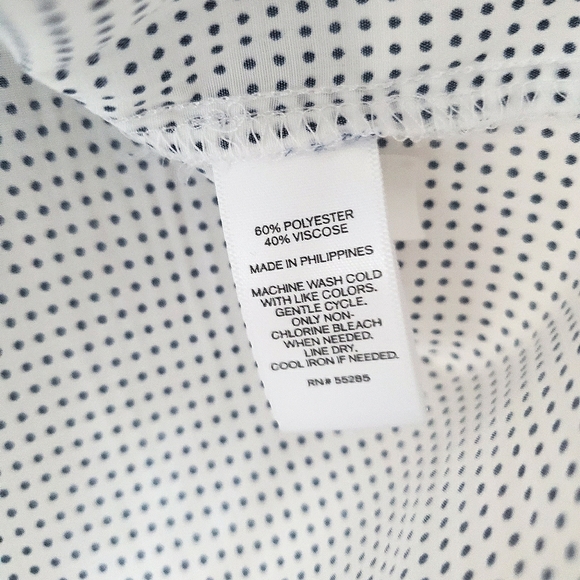 60% POLYESTER
40% VISCOSE
MADE IN PHILIPPINES
MACHINE WASH COLD
WITH LIKE COLORS.
GENTLE CYCLE.
ONLY NON-
CHLORINE BLEACH
WHEN NEEDED.
LINE DRY.
COOL IRON IF NEEDED.
RN# 55285